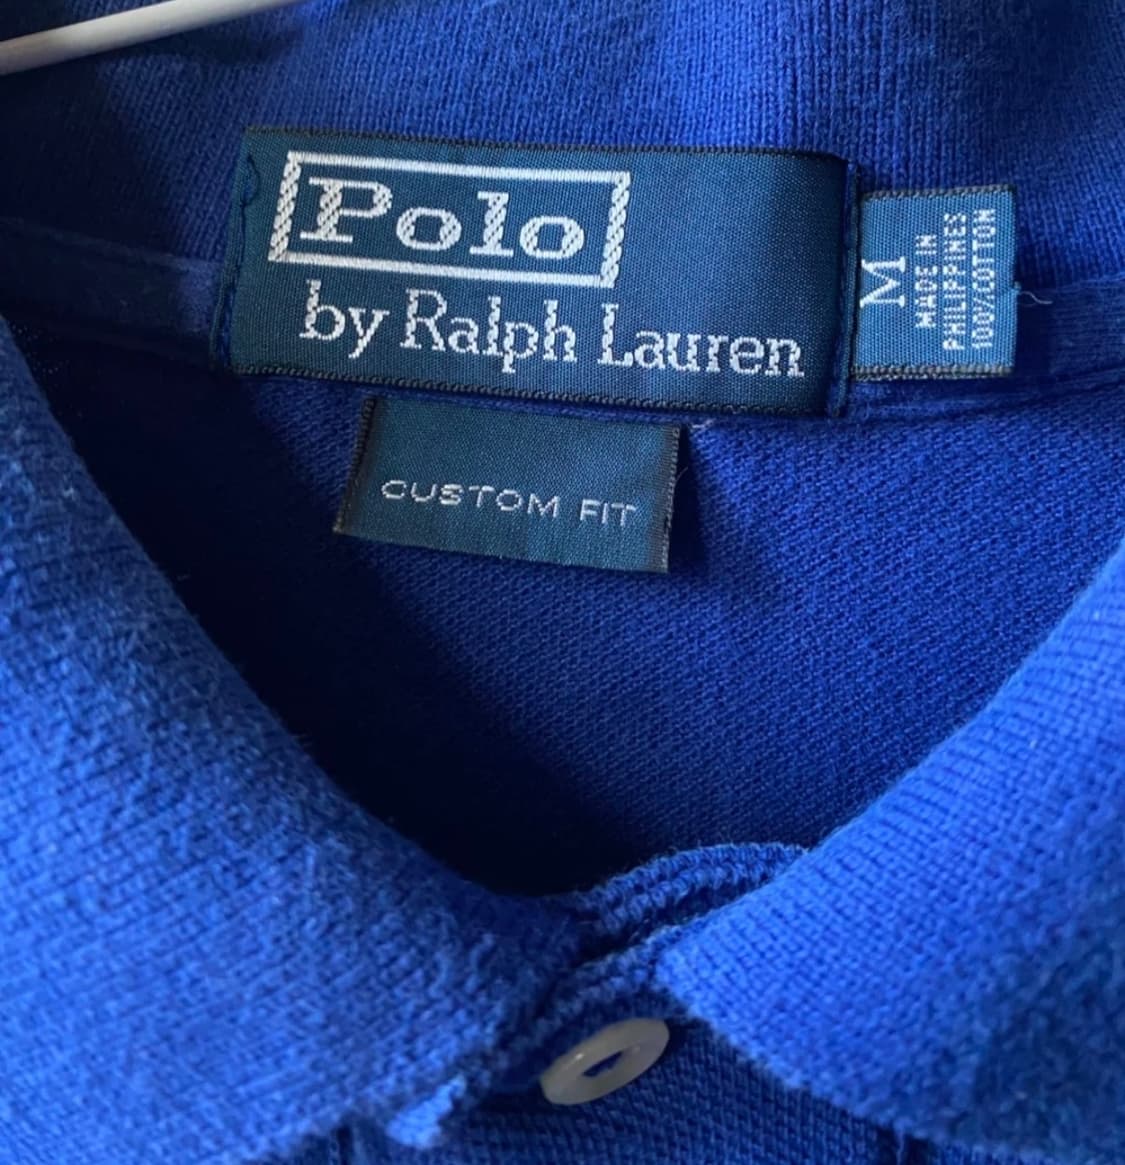 Polo
by Ralph Lauren
M
MADE IN
PHILIPPINES
100%COTTON
CUSTOM FIT